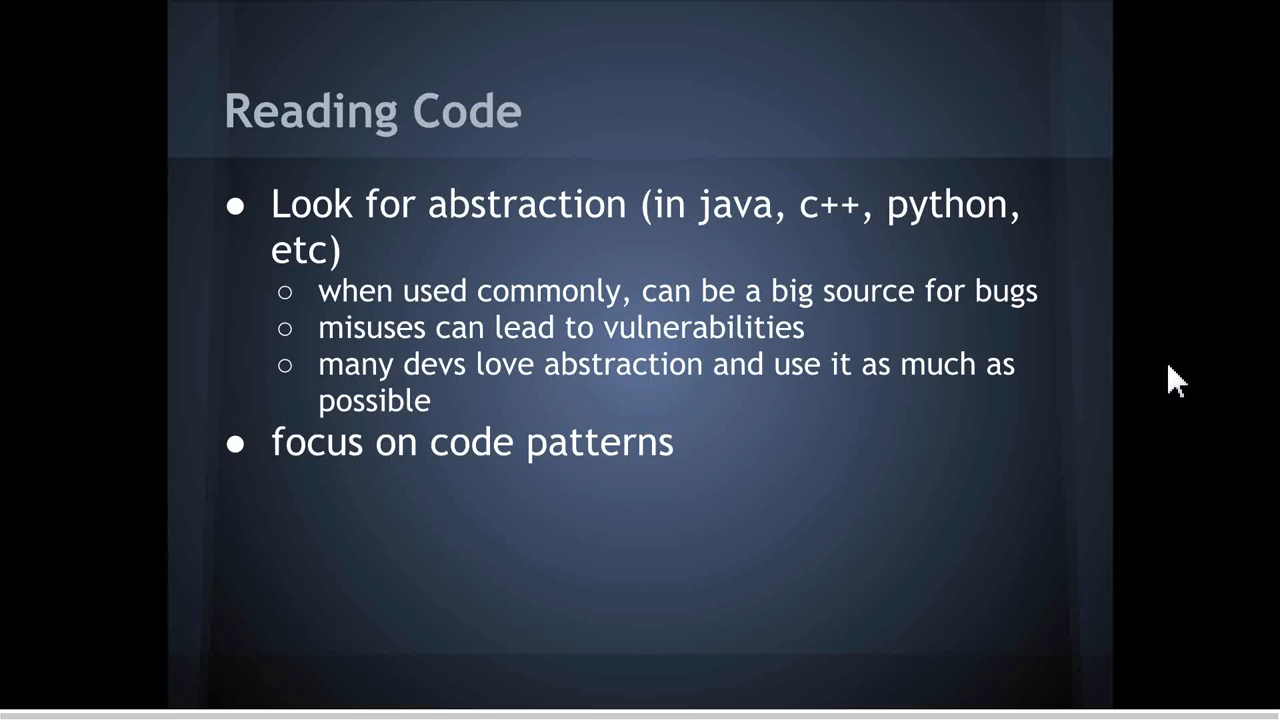 Reading Code
● Look for abstraction (in java, c++, python,
etc)
○ when used commonly, can be a big source for bugs
○ misuses can lead to vulnerabilities
○ many devs love abstraction and use it as much as
possible
● focus on code patterns